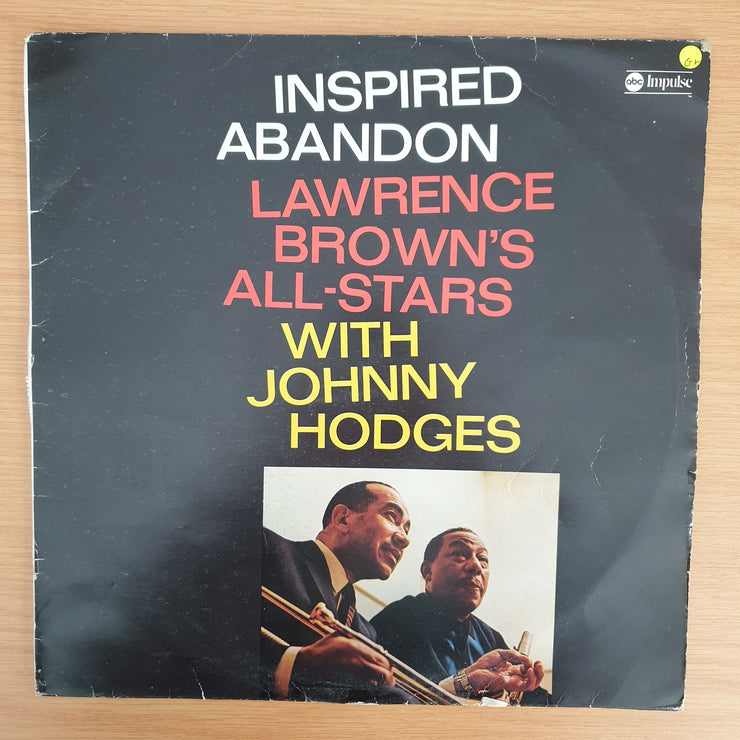 INSPIRED
ABANDON
LAWRENCE
BROWN'S
ALL-STARS
WITH
JOHNNY
HODGES
abc Impulse